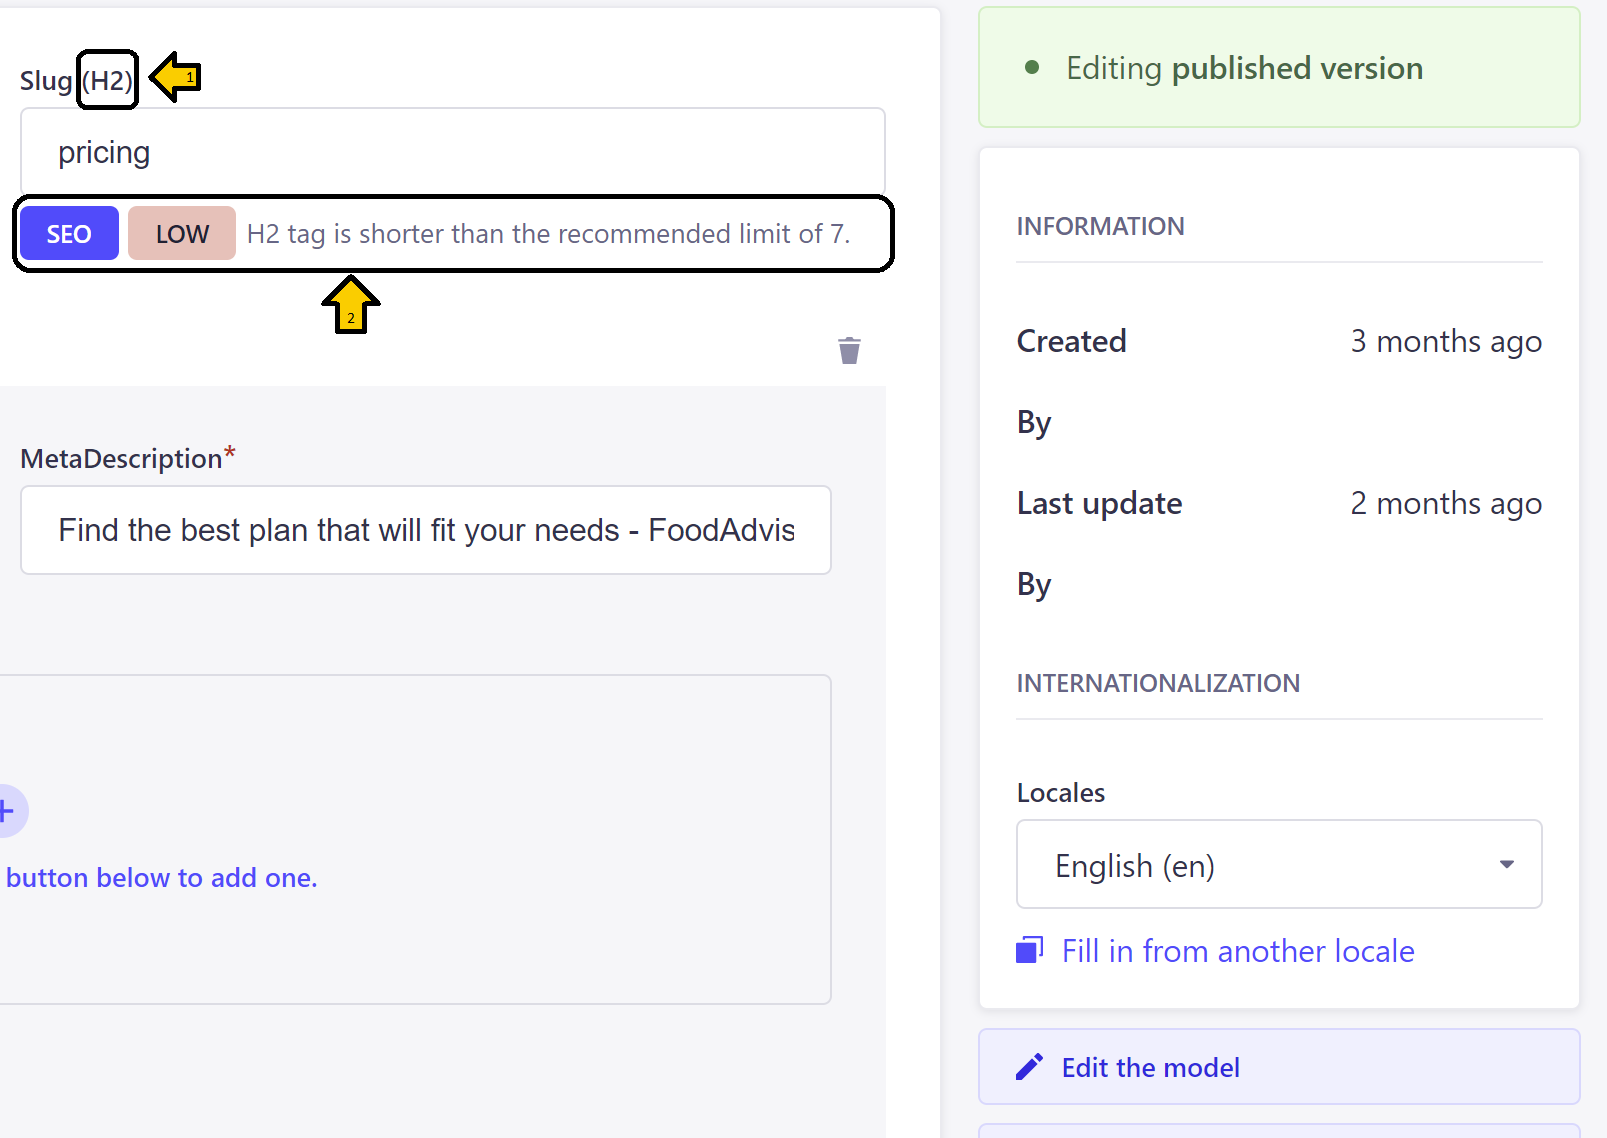 Slug (H2)
1
pricing
SEO LOW H2 tag is shorter than the recommended limit of 7.
2
MetaDescription*
Find the best plan that will fit your needs - FoodAdvis
button below to add one.
Editing published version
INFORMATION
Created 3 months ago
By
Last update 2 months ago
By
INTERNATIONALIZATION
Locales
English (en)
Fill in from another locale
Edit the model